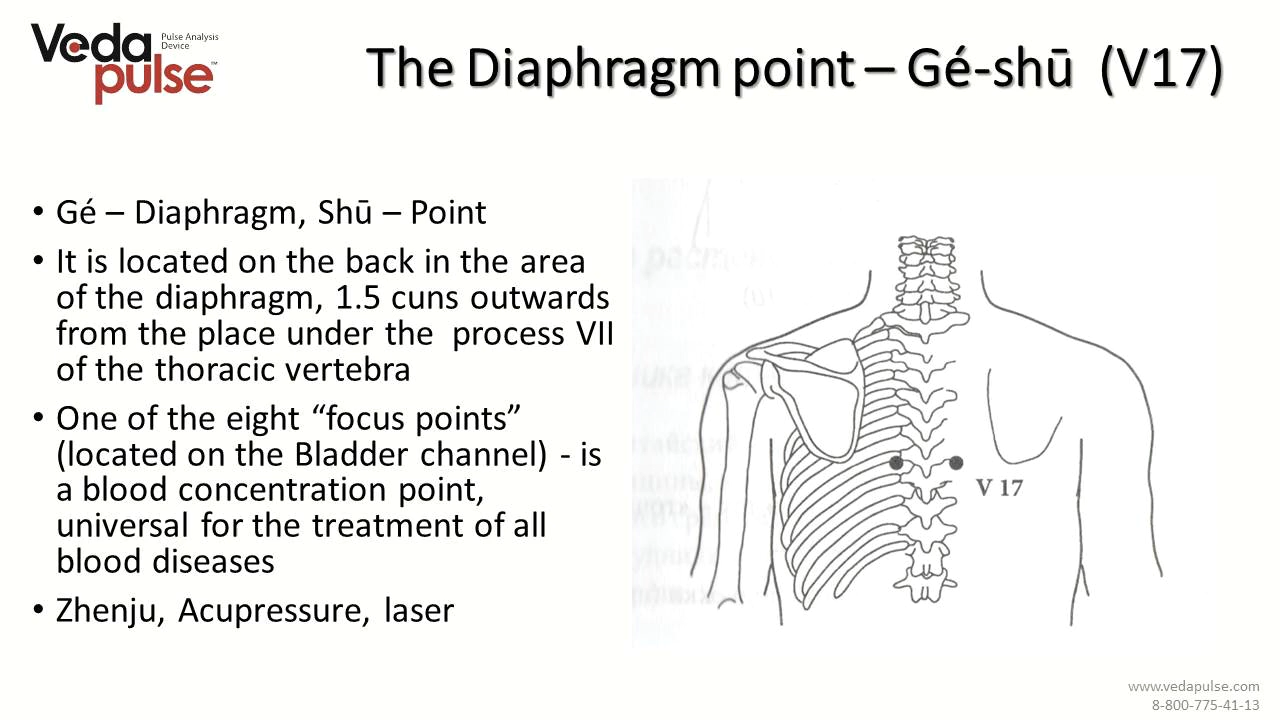 Veda
pulse™
Pulse Analysis
Device
The Diaphragm point – Gé-shū (V17)
• Gé – Diaphragm, Shū – Point
• It is located on the back in the area
of the diaphragm, 1.5 cuns outwards
from the place under the process VII
of the thoracic vertebra
• One of the eight “focus points”
(located on the Bladder channel) - is
a blood concentration point,
universal for the treatment of all
blood diseases
• Zhenju, Acupressure, laser
V 17
www.vedapulse.com
8-800-775-41-13